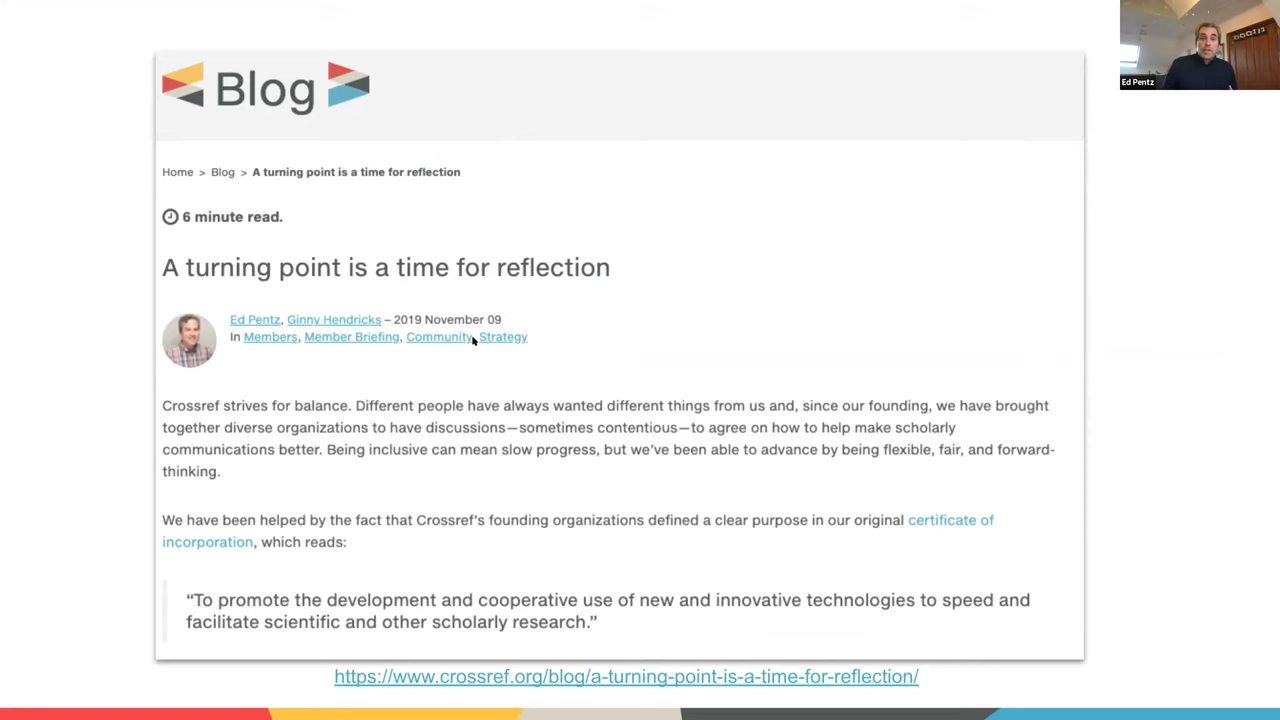 Blog
Ed Pentz
Home > Blog > A turning point is a time for reflection
6 minute read.
A turning point is a time for reflection
Ed Pentz, Ginny Hendricks – 2019 November 09
In Members, Member Briefing, Community, Strategy
Crossref strives for balance. Different people have always wanted different things from us and, since our founding, we have brought
together diverse organizations to have discussions—sometimes contentious—to agree on how to help make scholarly
communications better. Being inclusive can mean slow progress, but we’ve been able to advance by being flexible, fair, and forward-
thinking.
We have been helped by the fact that Crossref’s founding organizations defined a clear purpose in our original certificate of
incorporation, which reads:
“To promote the development and cooperative use of new and innovative technologies to speed and
facilitate scientific and other scholarly research.”
https://www.crossref.org/blog/a-turning-point-is-a-time-for-reflection/